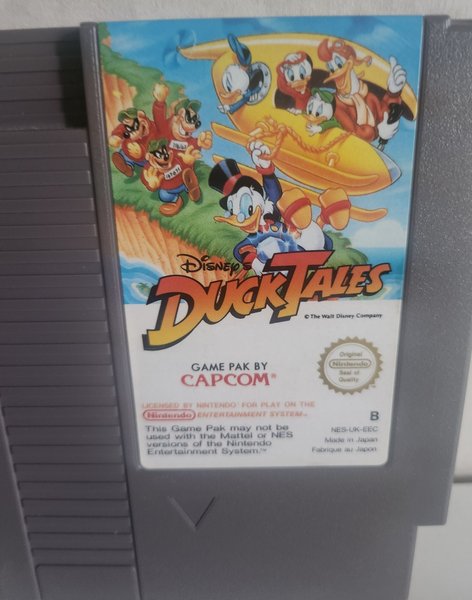 DISNEY'S
DUCKTALES
© The Walt Disney Company
GAME PAK BY
CAPCOM®
Original
Nintendo
Seal of
Quality
LICENSED BY NINTENDO® FOR PLAY ON THE
Nintendo ENTERTAINMENT SYSTEM™
B
This Game Pak may not be
used with the Mattel or NES
versions of the Nintendo
Entertainment System.™
NES-UK-EEC
Made in Japan
Fabriqué au Japon